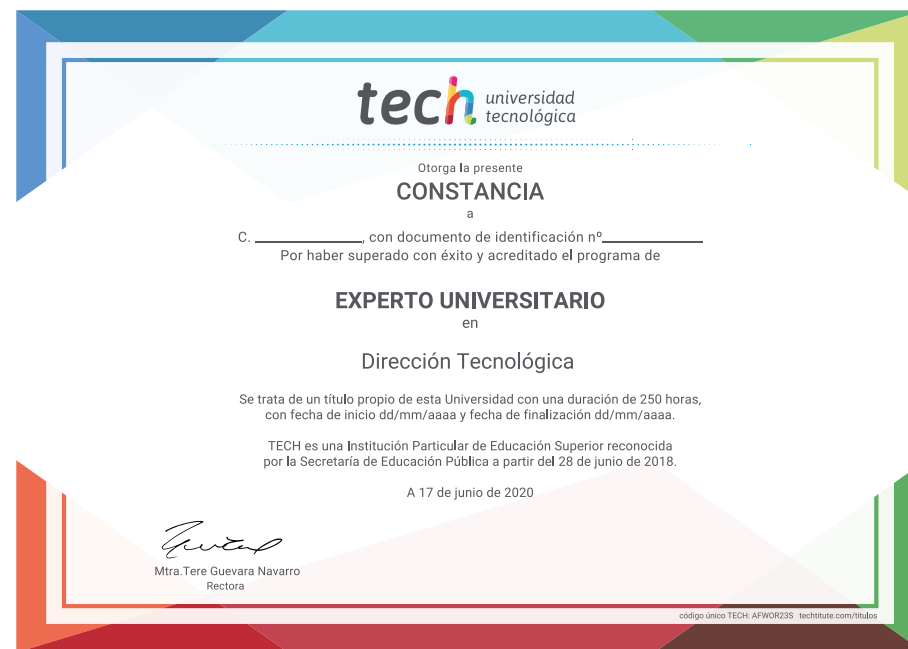 tech universidad
tecnológica
Otorga la presente
CONSTANCIA
a
C. ____________, con documento de identificación nº____________
Por haber superado con éxito y acreditado el programa de
EXPERTO UNIVERSITARIO
en
Dirección Tecnológica
Se trata de un título propio de esta Universidad con una duración de 250 horas,
con fecha de inicio dd/mm/aaaa y fecha de finalización dd/mm/aaaa.
TECH es una Institución Particular de Educación Superior reconocida
por la Secretaría de Educación Pública a partir del 28 de junio de 2018.
A 17 de junio de 2020
Mtra.Tere Guevara Navarro
Rectora
código único TECH: AFWOR23S techtitute.com/titulos